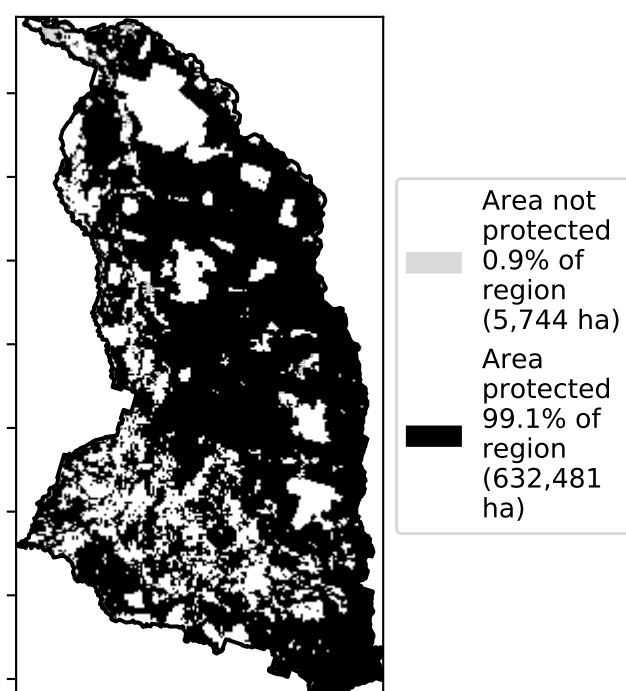 Area not
protected
0.9% of
region
(5,744 ha)
Area
protected
99.1% of
region
(632,481
ha)